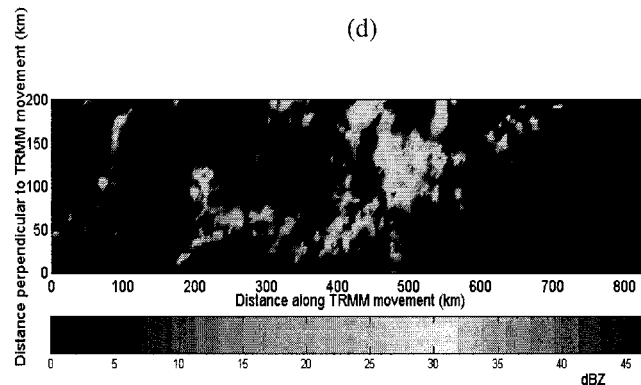 (d)
Distance perpendicular to TRMM movement (km)
200
150
100
50
0
0 100 200 300 400 500 600 700 800
Distance along TRMM movement (km)
0 5 10 15 20 25 30 35 40 45
dBZ